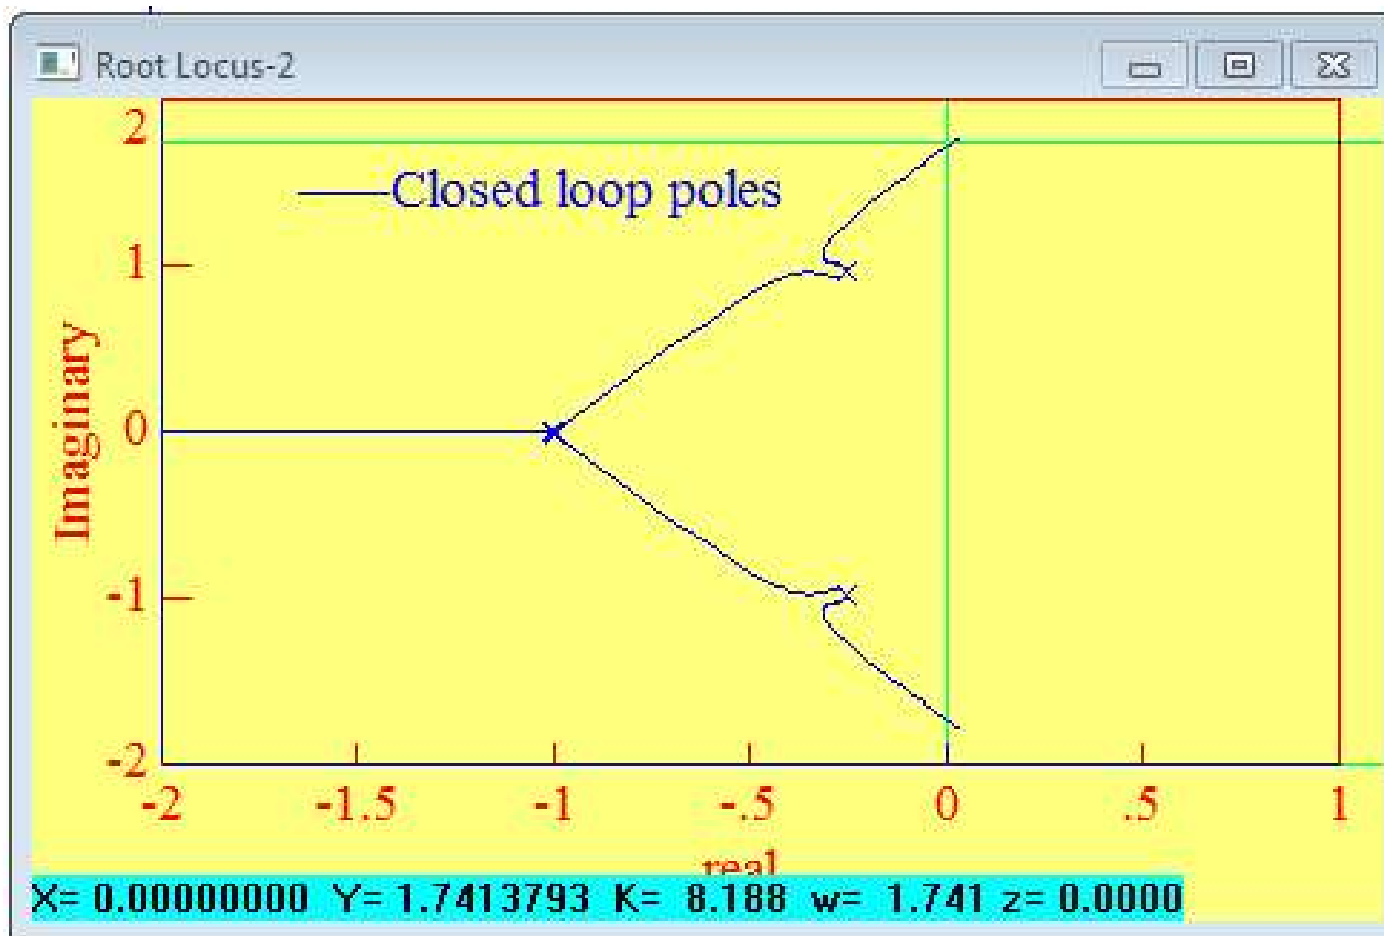 Root Locus-2
2
Closed loop poles
1
Imaginary
0
-1
-2
-2 -1.5 -1 -.5 0 .5 1
real
X= 0.00000000 Y= 1.7413793 K= 8.188 w= 1.741 z= 0.0000